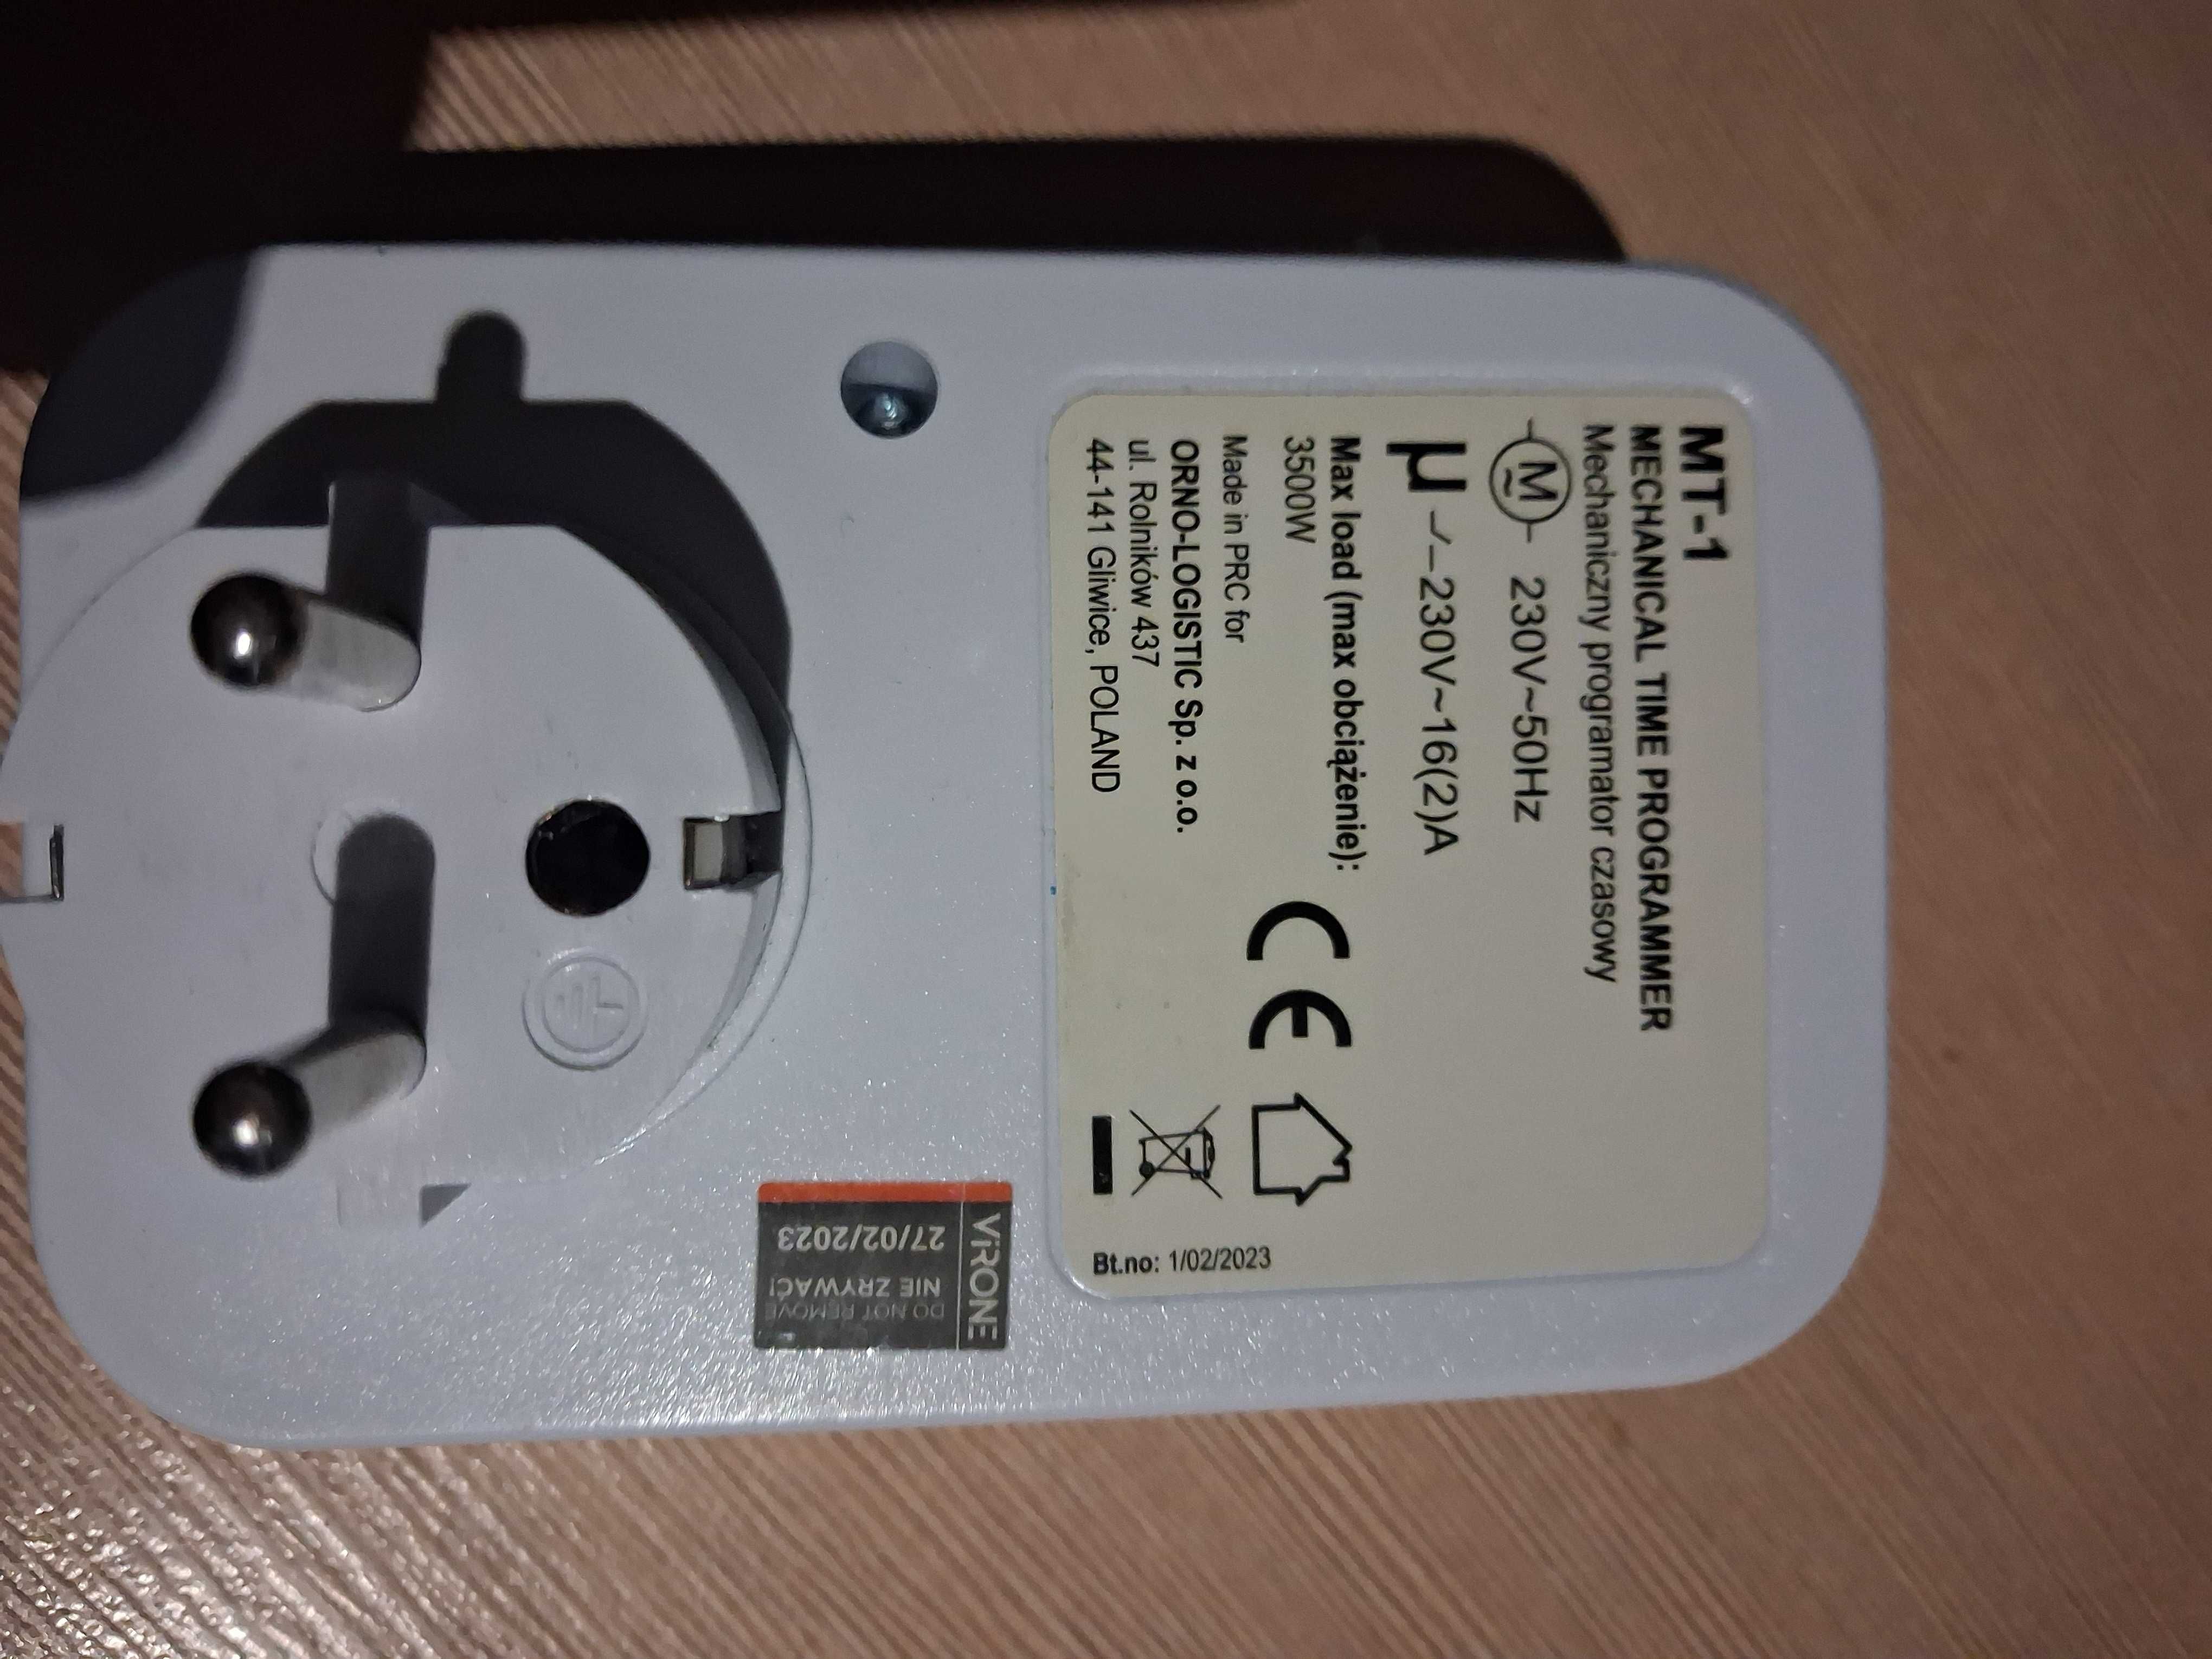 MT-1
MECHANICAL TIME PROGRAMMER
Mechaniczny programator czasowy
M 230V~50Hz
µ 230V~16(2)A
Max load (max obciążenie):
3500W
Made in PRC for
ORNO-LOGISTIC Sp. z o.o.
ul. Rolników 437
44-141 Gliwice, POLAND
CE
Bt.no: 1/02/2023
ViRONE
DO NOT REMOVE
NIE ZRYWAĆ!
27/02/2023